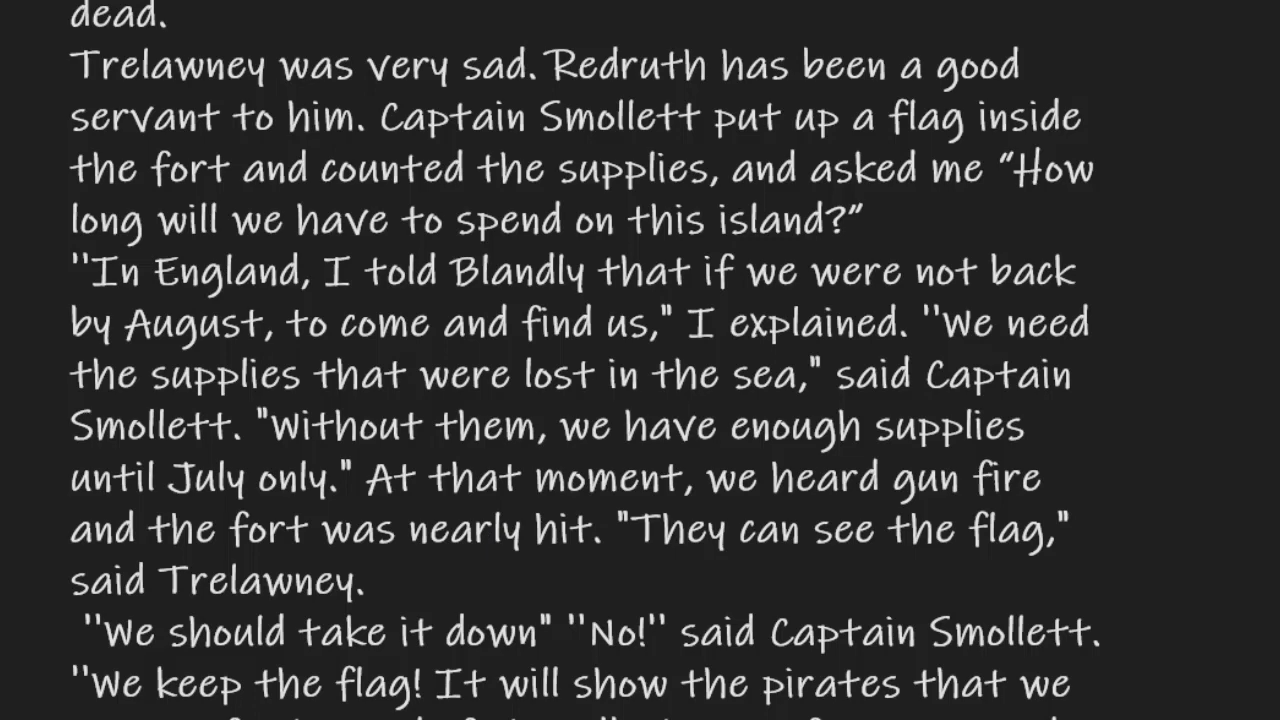 dead.
Trelawney was very sad. Redruth has been a good
servant to him. Captain Smollett put up a flag inside
the fort and counted the supplies, and asked me “How
long will we have to spend on this island?”
"In England, I told Blandly that if we were not back
by August, to come and find us," I explained. "We need
the supplies that were lost in the sea," said Captain
Smollett. "Without them, we have enough supplies
until July only." At that moment, we heard gun fire
and the fort was nearly hit. "They can see the flag,"
said Trelawney.
"We should take it down" "No!" said Captain Smollett.
"We keep the flag! It will show the pirates that we